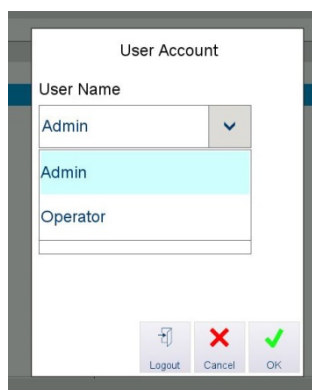 User Account
User Name
Admin
Admin
Operator
Logout Cancel OK